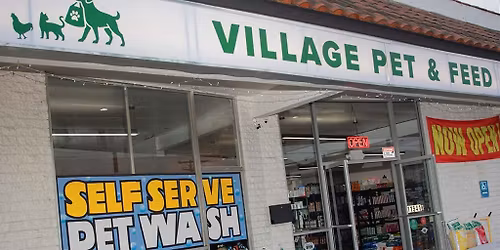 VILLAGE PET & FEED
SELF SERVE
PET WASH
OPEN
NOW OPEN